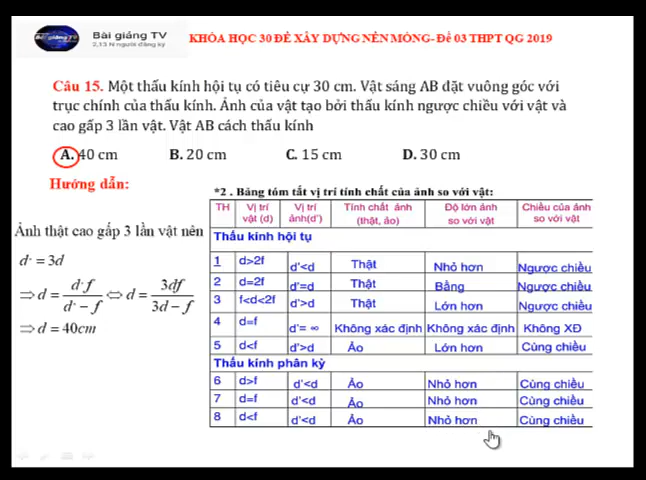 Bài giảng TV
Bài giảng TV
2,13 N người đăng ký
KHÓA HỌC 30 ĐỀ XÂY DỰNG NỀN MÓNG- Đề 03 THPT QG 2019
Câu 15. Một thấu kính hội tụ có tiêu cự 30 cm. Vật sáng AB đặt vuông góc với
trục chính của thấu kính. Ảnh của vật tạo bởi thấu kính ngược chiều với vật và
cao gấp 3 lần vật. Vật AB cách thấu kính
A. 40 cm B. 20 cm C. 15 cm D. 30 cm
Hướng dẫn:
Ảnh thật cao gấp 3 lần vật nên
d' = 3d
⇒ d = d'f / (d' − f) ⇔ d = 3df / (3d − f)
⇒ d = 40cm
*2 . Bảng tóm tắt vị trí tính chất của ảnh so với vật:
TH Vị trí vật (d) Vị trí ảnh(d') Tính chất ảnh (thật, ảo) Độ lớn ảnh so với vật Chiều của ảnh so với vật
Thấu kính hội tụ
1 d>2f d'<d Thật Nhỏ hơn Ngược chiều
2 d=2f d'=d Thật Bằng Ngược chiều
3 f<d<2f d'>d Thật Lớn hơn Ngược chiều
4 d=f d'= ∞ Không xác định Không xác định Không XĐ
5 d<f d'>d Ảo Lớn hơn Cùng chiều
Thấu kính phân kỳ
6 d>f d'<d Ảo Nhỏ hơn Cùng chiều
7 d=f d'<d Ảo Nhỏ hơn Cùng chiều
8 d<f d'<d Ảo Nhỏ hơn Cùng chiều